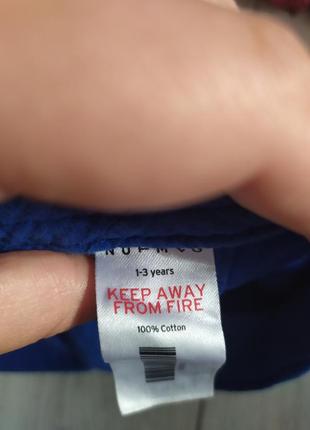 1-3 years
KEEP AWAY
FROM FIRE
100% Cotton